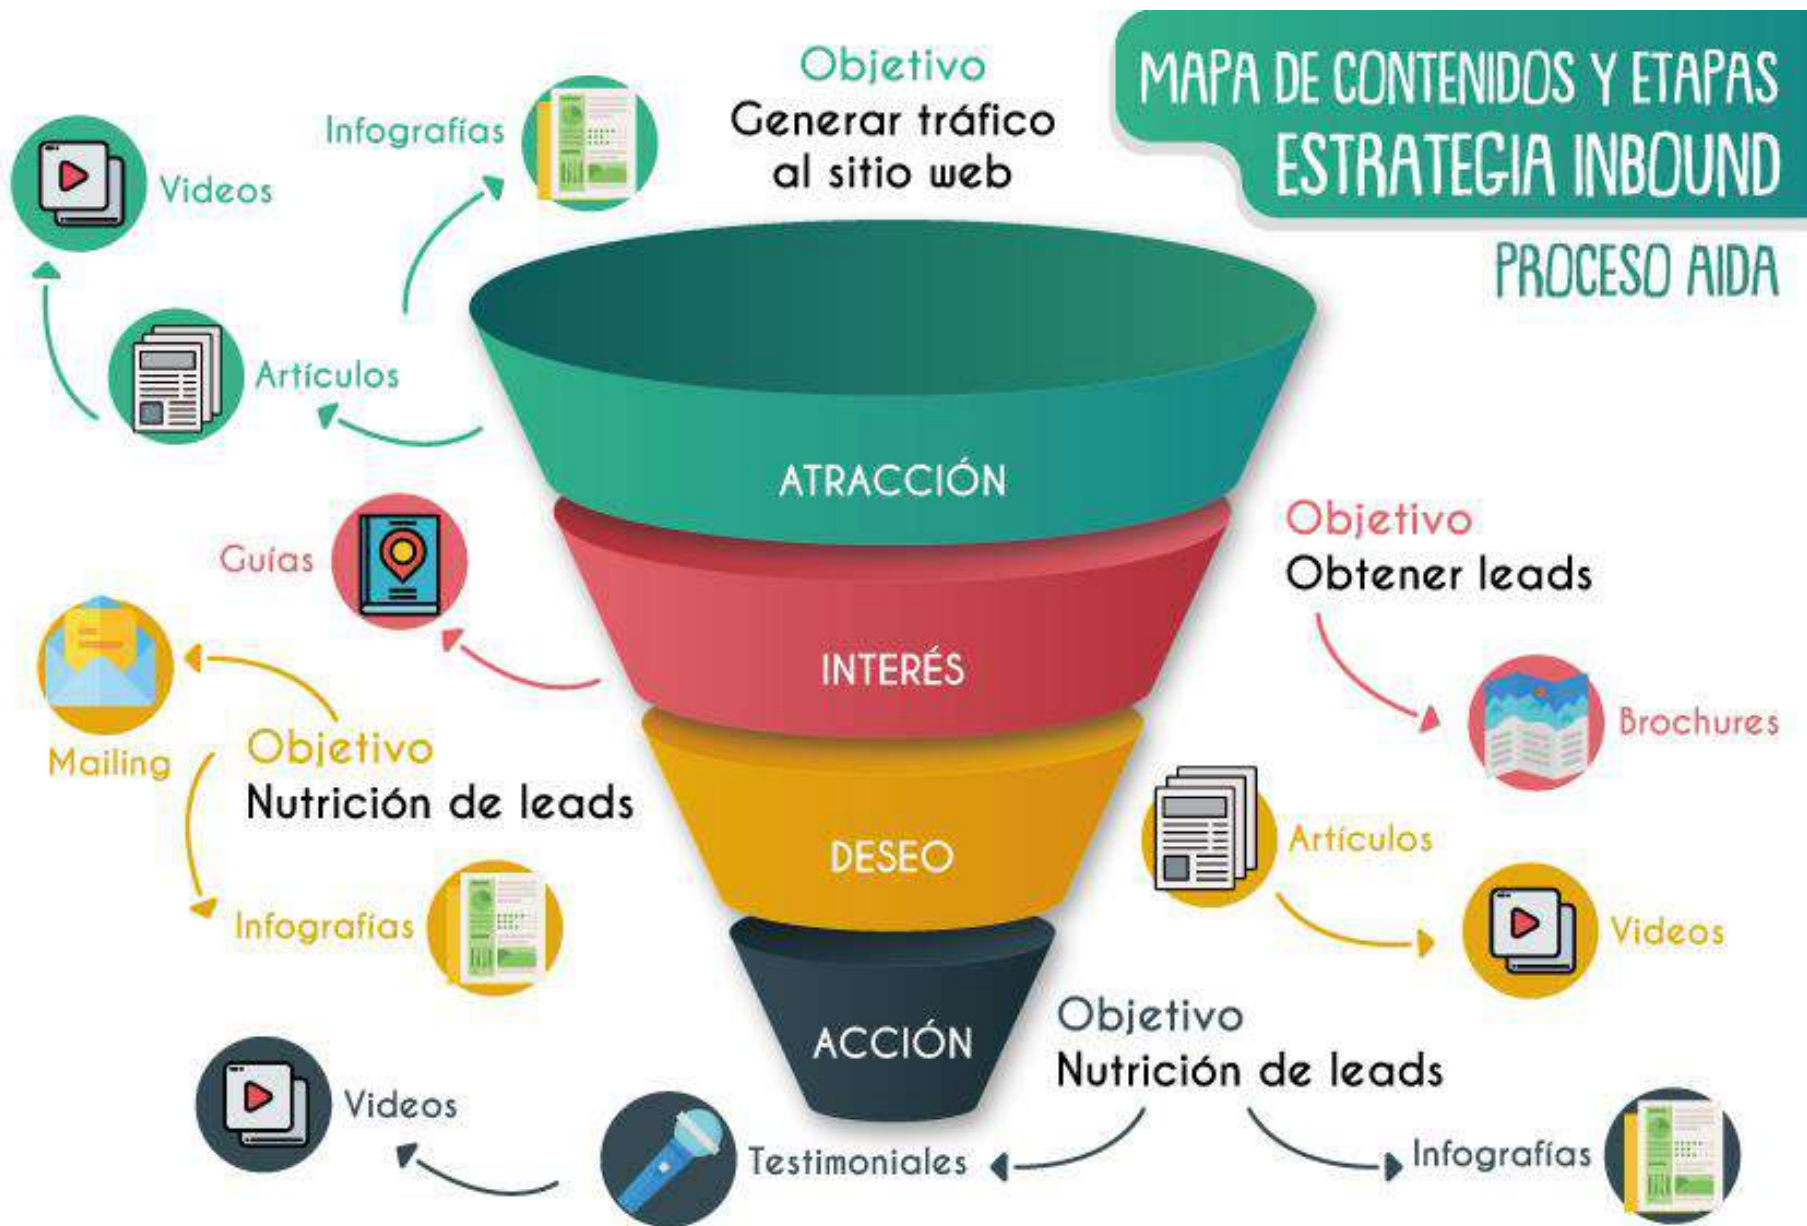 MAPA DE CONTENIDOS Y ETAPAS
ESTRATEGIA INBOUND
PROCESO AIDA
Objetivo
Generar tráfico
al sitio web
Infografías
Videos
Artículos
ATRACCIÓN
Guías
Objetivo
Obtener leads
INTERÉS
Brochures
Mailing
Objetivo
Nutrición de leads
DESEO
Artículos
Infografías
Videos
ACCIÓN
Objetivo
Nutrición de leads
Videos
Testimoniales
Infografías